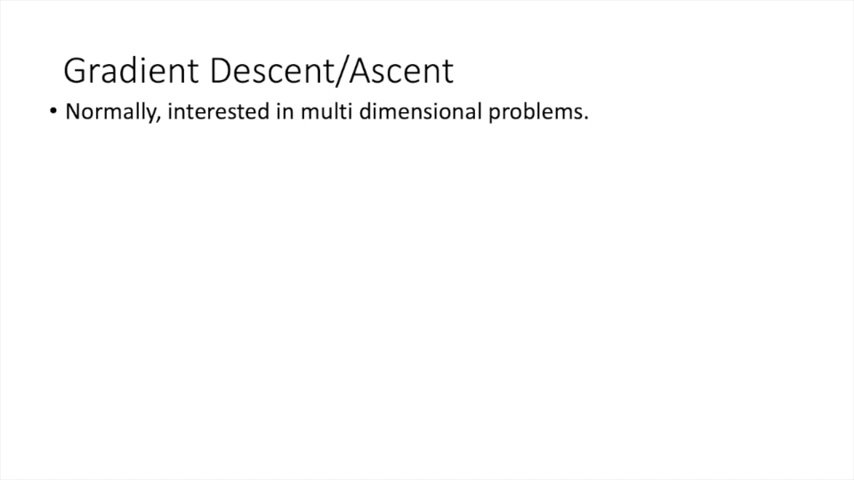 Gradient Descent/Ascent
• Normally, interested in multi dimensional problems.